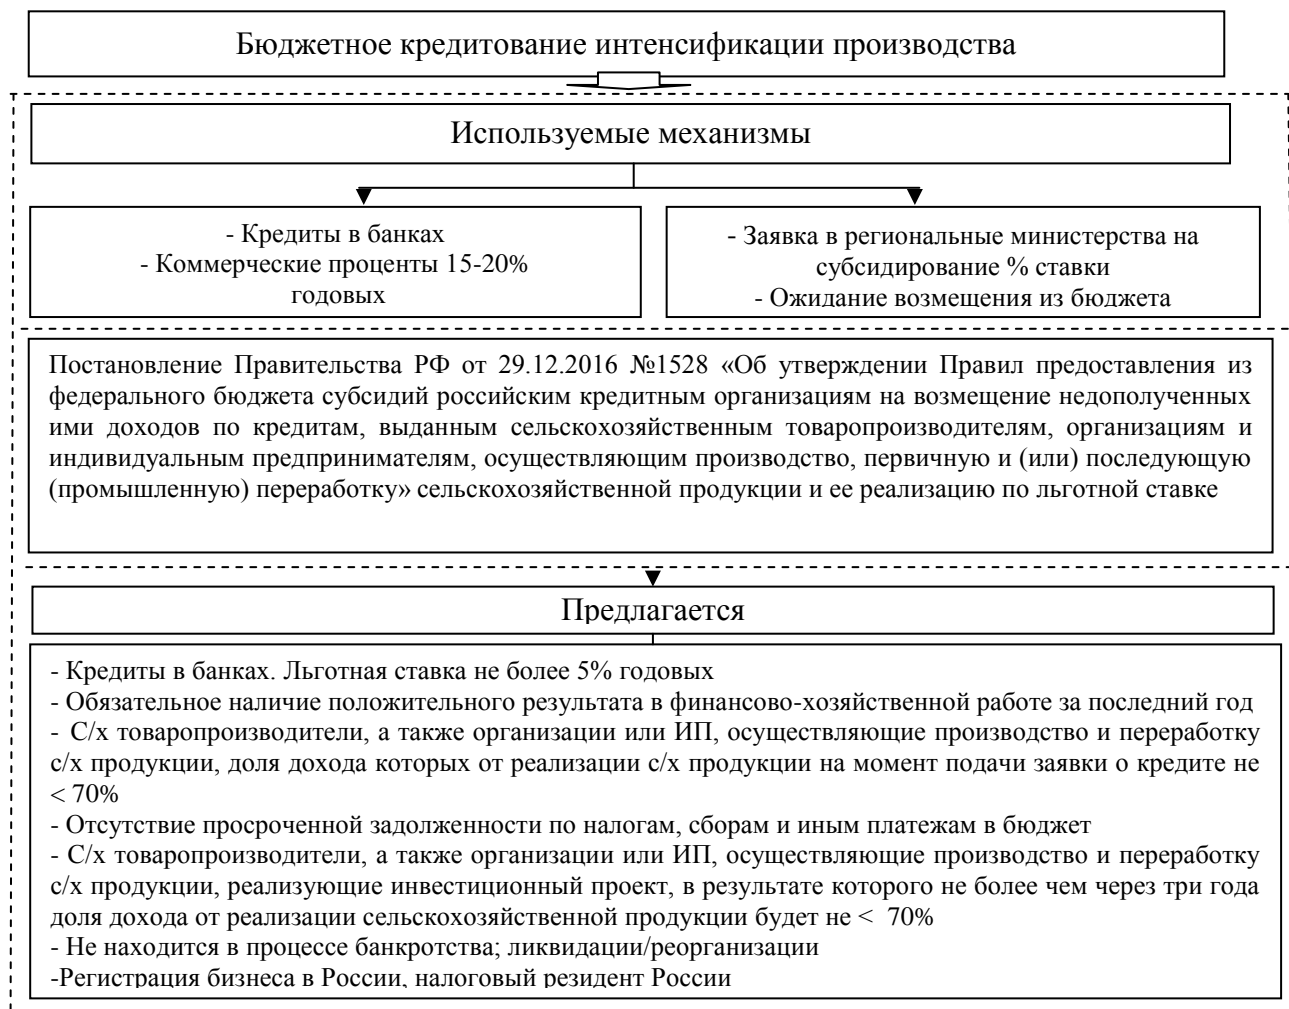 Бюджетное кредитование интенсификации производства
Используемые механизмы
- Кредиты в банках
- Коммерческие проценты 15-20%
годовых
- Заявка в региональные министерства на
субсидирование % ставки
- Ожидание возмещения из бюджета
Постановление Правительства РФ от 29.12.2016 №1528 «Об утверждении Правил предоставления из
федерального бюджета субсидий российским кредитным организациям на возмещение недополученных
ими доходов по кредитам, выданным сельскохозяйственным товаропроизводителям, организациям и
индивидуальным предпринимателям, осуществляющим производство, первичную и (или) последующую
(промышленную) переработку» сельскохозяйственной продукции и ее реализацию по льготной ставке
Предлагается
- Кредиты в банках. Льготная ставка не более 5% годовых
- Обязательное наличие положительного результата в финансово-хозяйственной работе за последний год
- С/х товаропроизводители, а также организации или ИП, осуществляющие производство и переработку
с/х продукции, доля дохода которых от реализации с/х продукции на момент подачи заявки о кредите не
< 70%
- Отсутствие просроченной задолженности по налогам, сборам и иным платежам в бюджет
- С/х товаропроизводители, а также организации или ИП, осуществляющие производство и переработку
с/х продукции, реализующие инвестиционный проект, в результате которого не более чем через три года
доля дохода от реализации сельскохозяйственной продукции будет не < 70%
- Не находится в процессе банкротства; ликвидации/реорганизации
-Регистрация бизнеса в России, налоговый резидент России